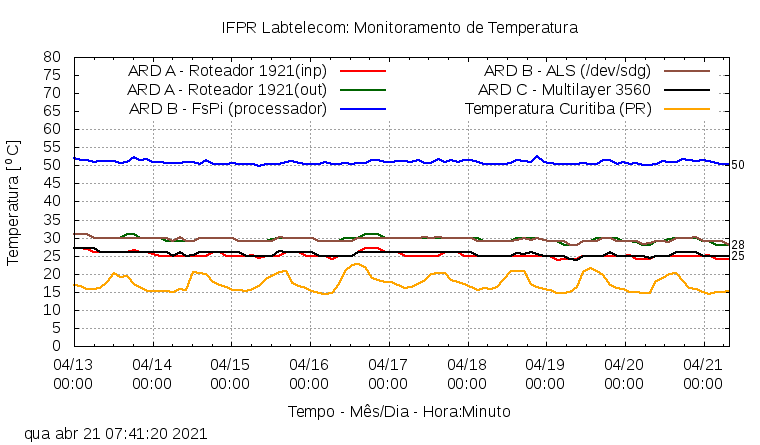 IFPR Labtelecom: Monitoramento de Temperatura
80
75
70
65
60
55
50
45
40
35
30
25
20
15
10
5
0
Temperatura [ ⁰ C]
ARD A - Roteador 1921(inp)
ARD A - Roteador 1921(out)
ARD B - FsPi (processador)
ARD B - ALS (/dev/sdg)
ARD C - Multilayer 3560
Temperatura Curitiba (PR)
50
28
25
04/13 04/14 04/15 04/16 04/17 04/18 04/19 04/20 04/21
00:00 00:00 00:00 00:00 00:00 00:00 00:00 00:00 00:00
Tempo - Mês/Dia - Hora:Minuto
qua abr 21 07:41:20 2021